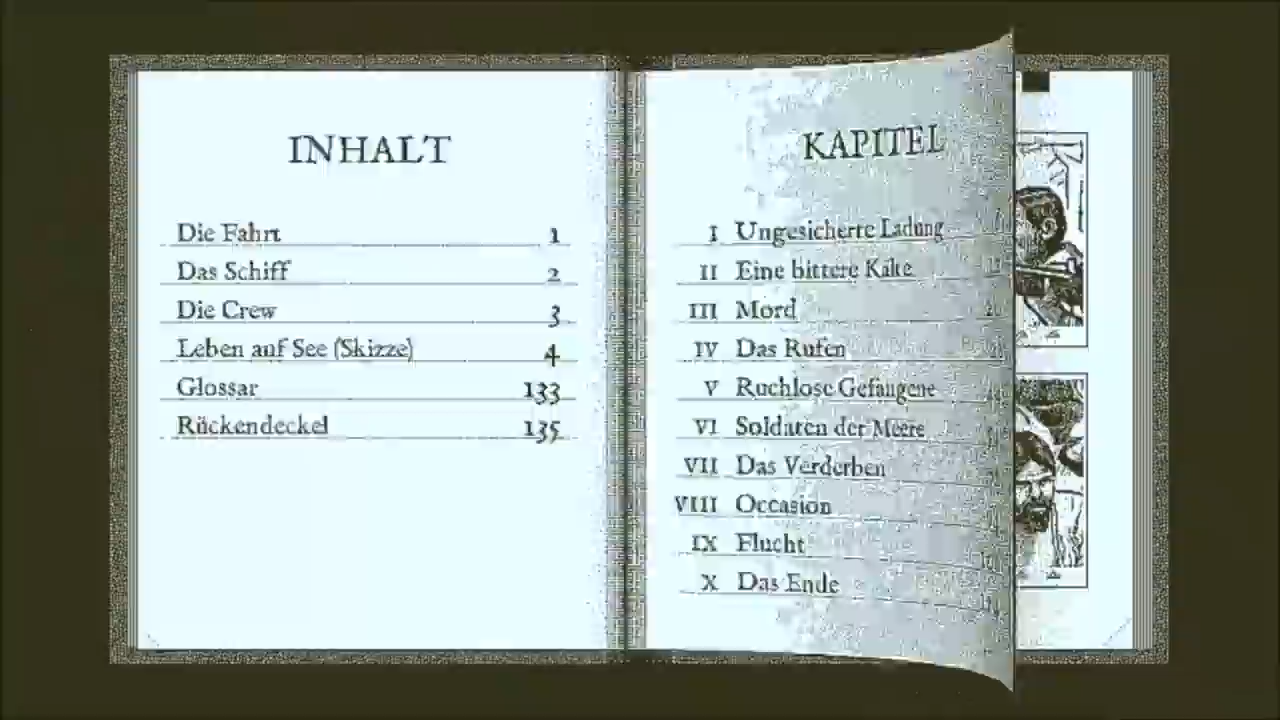 INHALT
Die Fahrt 1
Das Schiff 2
Die Crew 3
Leben auf See (Skizze) 4
Glossar 133
Rückendeckel 135
KAPITEL
I Ungesicherte Ladung
II Eine bittere Kälte
III Mord
IV Das Rufen
V Ruchlose Gefangene
VI Soldaten der Meere
VII Das Verderben
VIII Occasion
IX Flucht
X Das Ende